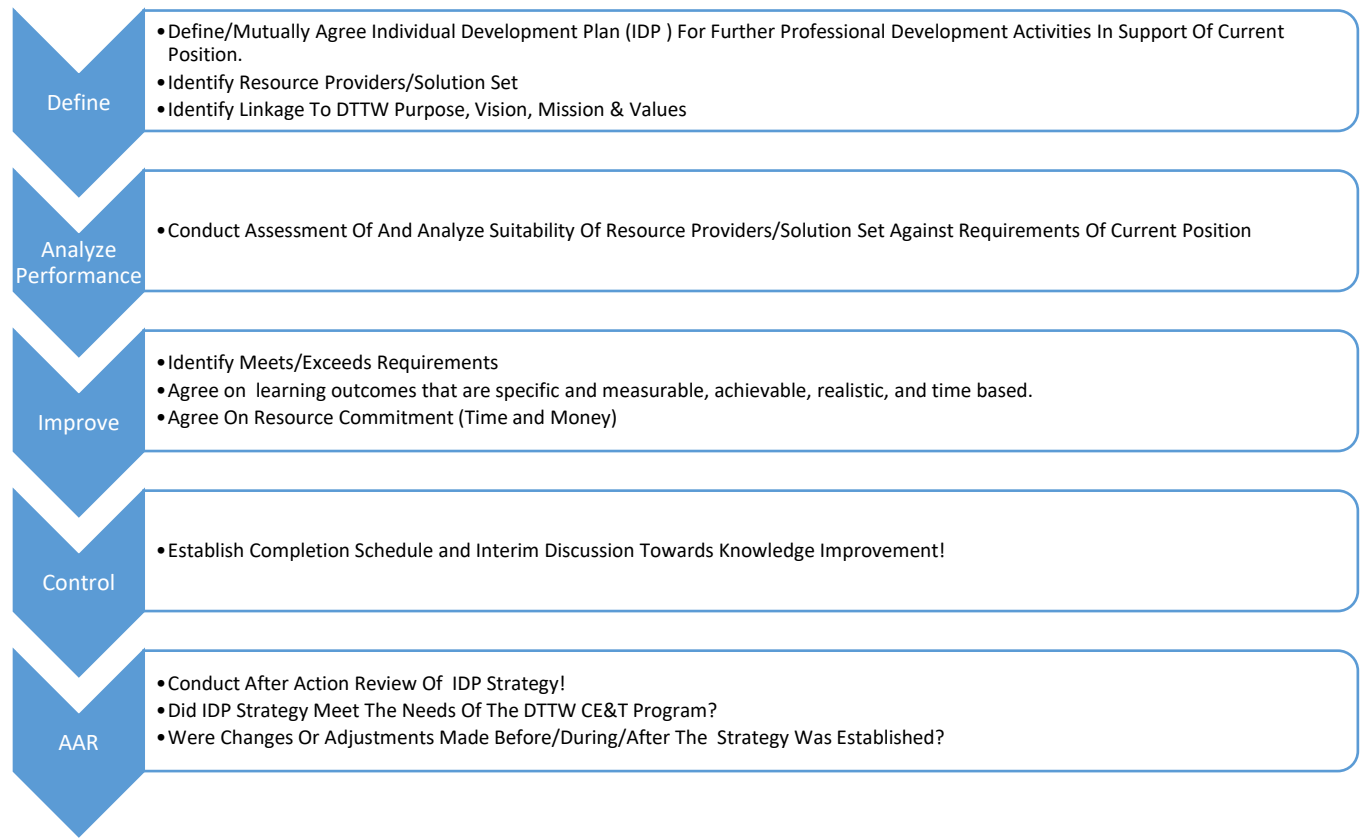 Define
•Define/Mutually Agree Individual Development Plan (IDP ) For Further Professional Development Activities In Support Of Current
Position.
•Identify Resource Providers/Solution Set
•Identify Linkage To DTTW Purpose, Vision, Mission & Values
Analyze
Performance
•Conduct Assessment Of And Analyze Suitability Of Resource Providers/Solution Set Against Requirements Of Current Position
Improve
•Identify Meets/Exceeds Requirements
•Agree on  learning outcomes that are specific and measurable, achievable, realistic, and time based.
•Agree On Resource Commitment (Time and Money)
Control
•Establish Completion Schedule and Interim Discussion Towards Knowledge Improvement!
AAR
•Conduct After Action Review Of  IDP Strategy!
•Did IDP Strategy Meet The Needs Of The DTTW CE&T Program?
•Were Changes Or Adjustments Made Before/During/After The  Strategy Was Established?